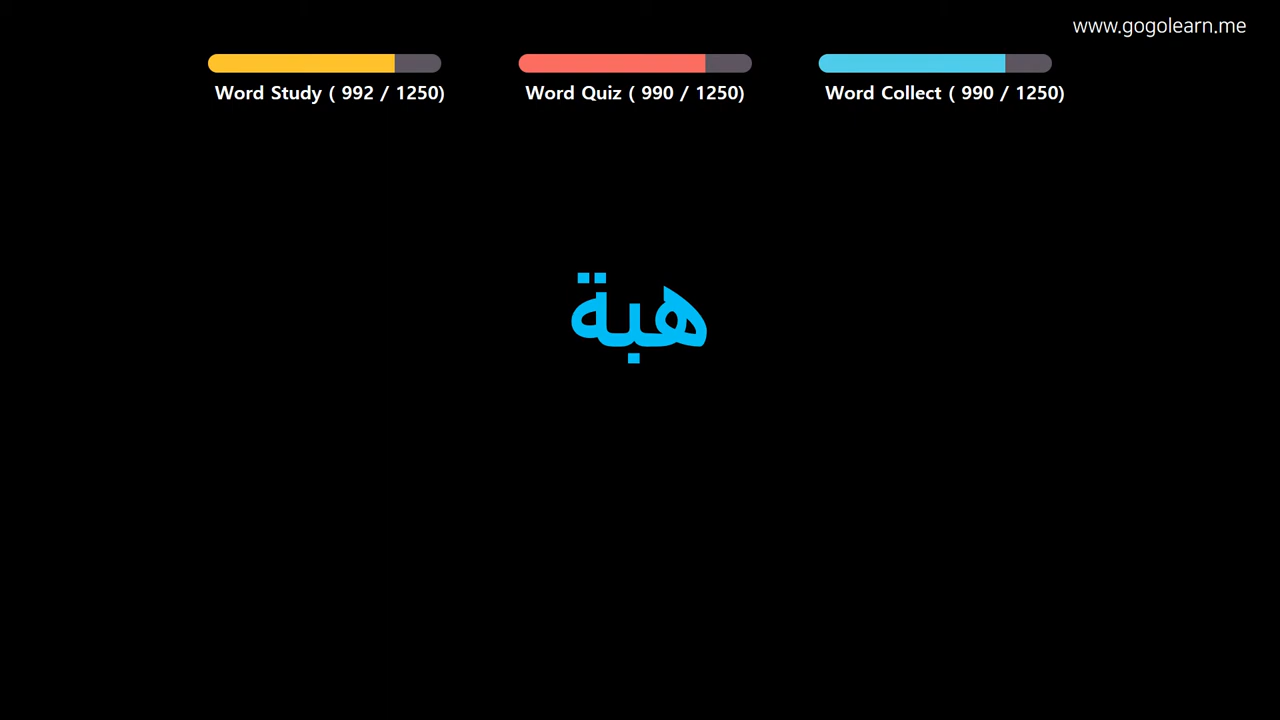 www.gogolearn.me
Word Study ( 992 / 1250)
Word Quiz ( 990 / 1250)
Word Collect ( 990 / 1250)
هبة